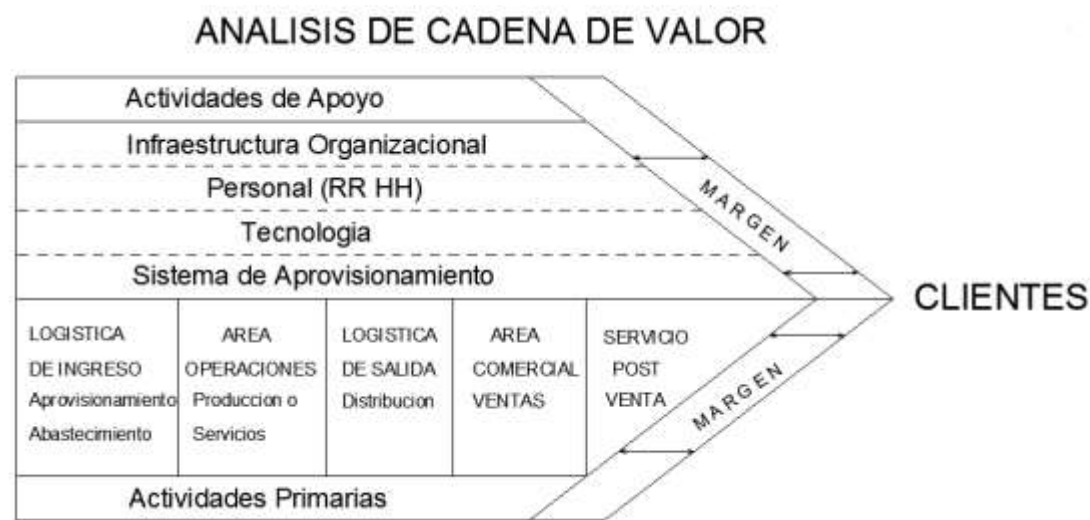 ANALISIS DE CADENA DE VALOR
Actividades de Apoyo
Infraestructura Organizacional
Personal (RR HH)
Tecnologia
Sistema de Aprovisionamiento
MARGEN
CLIENTES
LOGISTICA
DE INGRESO
Aprovisionamiento
Abastecimiento
AREA
OPERACIONES
Produccion o
Servicios
LOGISTICA
DE SALIDA
Distribucion
AREA
COMERCIAL
VENTAS
SERVICIO
POST
VENTA
MARGEN
Actividades Primarias